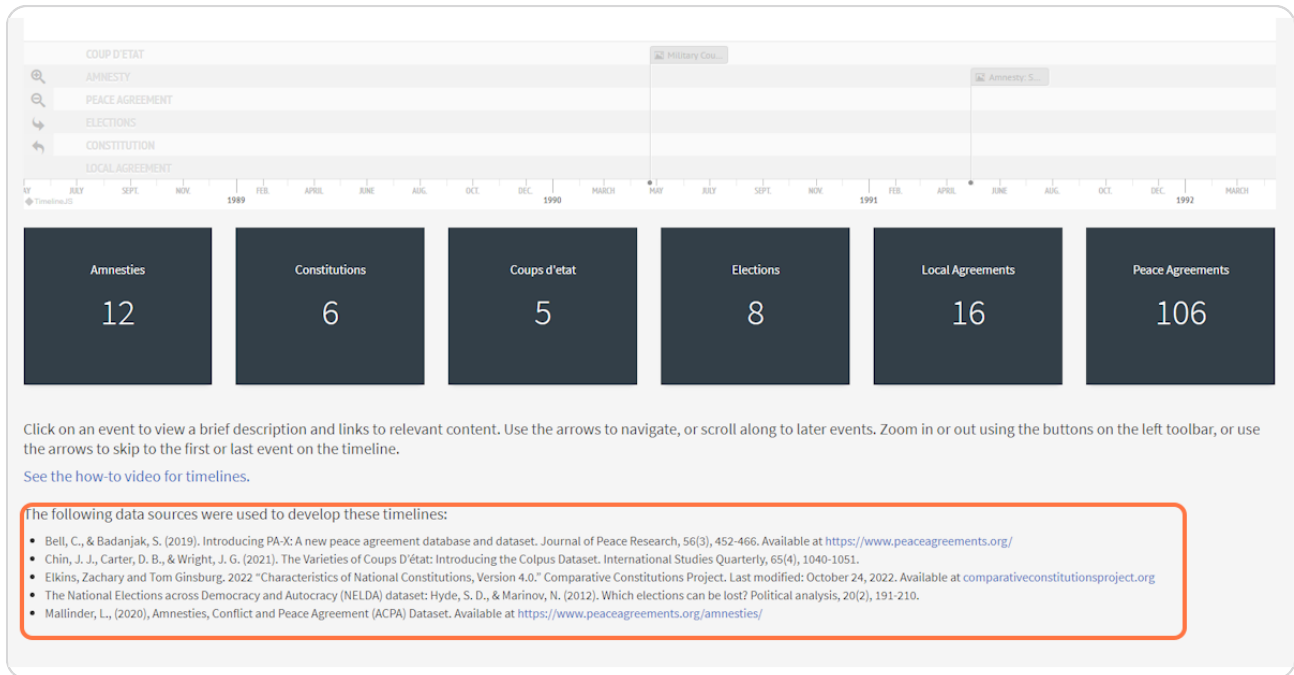 COUP D'ETAT
Military Cou...
AMNESTY
Amnesty: S...
PEACE AGREEMENT
ELECTIONS
CONSTITUTION
LOCAL AGREEMENT
AY JULY SEPT. NOV. FEB. APRIL JUNE AUG. OCT. DEC. MARCH MAY JULY SEPT. NOV. FEB. APRIL JUNE AUG. OCT. DEC. MARCH
TimelineJS 1989 1990 1991 1992
Amnesties Constitutions Coups d'etat Elections Local Agreements Peace Agreements
12 6 5 8 16 106
Click on an event to view a brief description and links to relevant content. Use the arrows to navigate, or scroll along to later events. Zoom in or out using the buttons on the left toolbar, or use
the arrows to skip to the first or last event on the timeline.
See the how-to video for timelines.
The following data sources were used to develop these timelines:
• Bell, C., & Badanjak, S. (2019). Introducing PA-X: A new peace agreement database and dataset. Journal of Peace Research, 56(3), 452-466. Available at https://www.peaceagreements.org/
• Chin, J. J., Carter, D. B., & Wright, J. G. (2021). The Varieties of Coups D'état: Introducing the Colpus Dataset. International Studies Quarterly, 65(4), 1040-1051.
• Elkins, Zachary and Tom Ginsburg. 2022 "Characteristics of National Constitutions, Version 4.0." Comparative Constitutions Project. Last modified: October 24, 2022. Available at comparativeconstitutionsproject.org
• The National Elections across Democracy and Autocracy (NELDA) dataset: Hyde, S. D., & Marinov, N. (2012). Which elections can be lost? Political analysis, 20(2), 191-210.
• Mallinder, L., (2020), Amnesties, Conflict and Peace Agreement (ACPA) Dataset. Available at https://www.peaceagreements.org/amnesties/